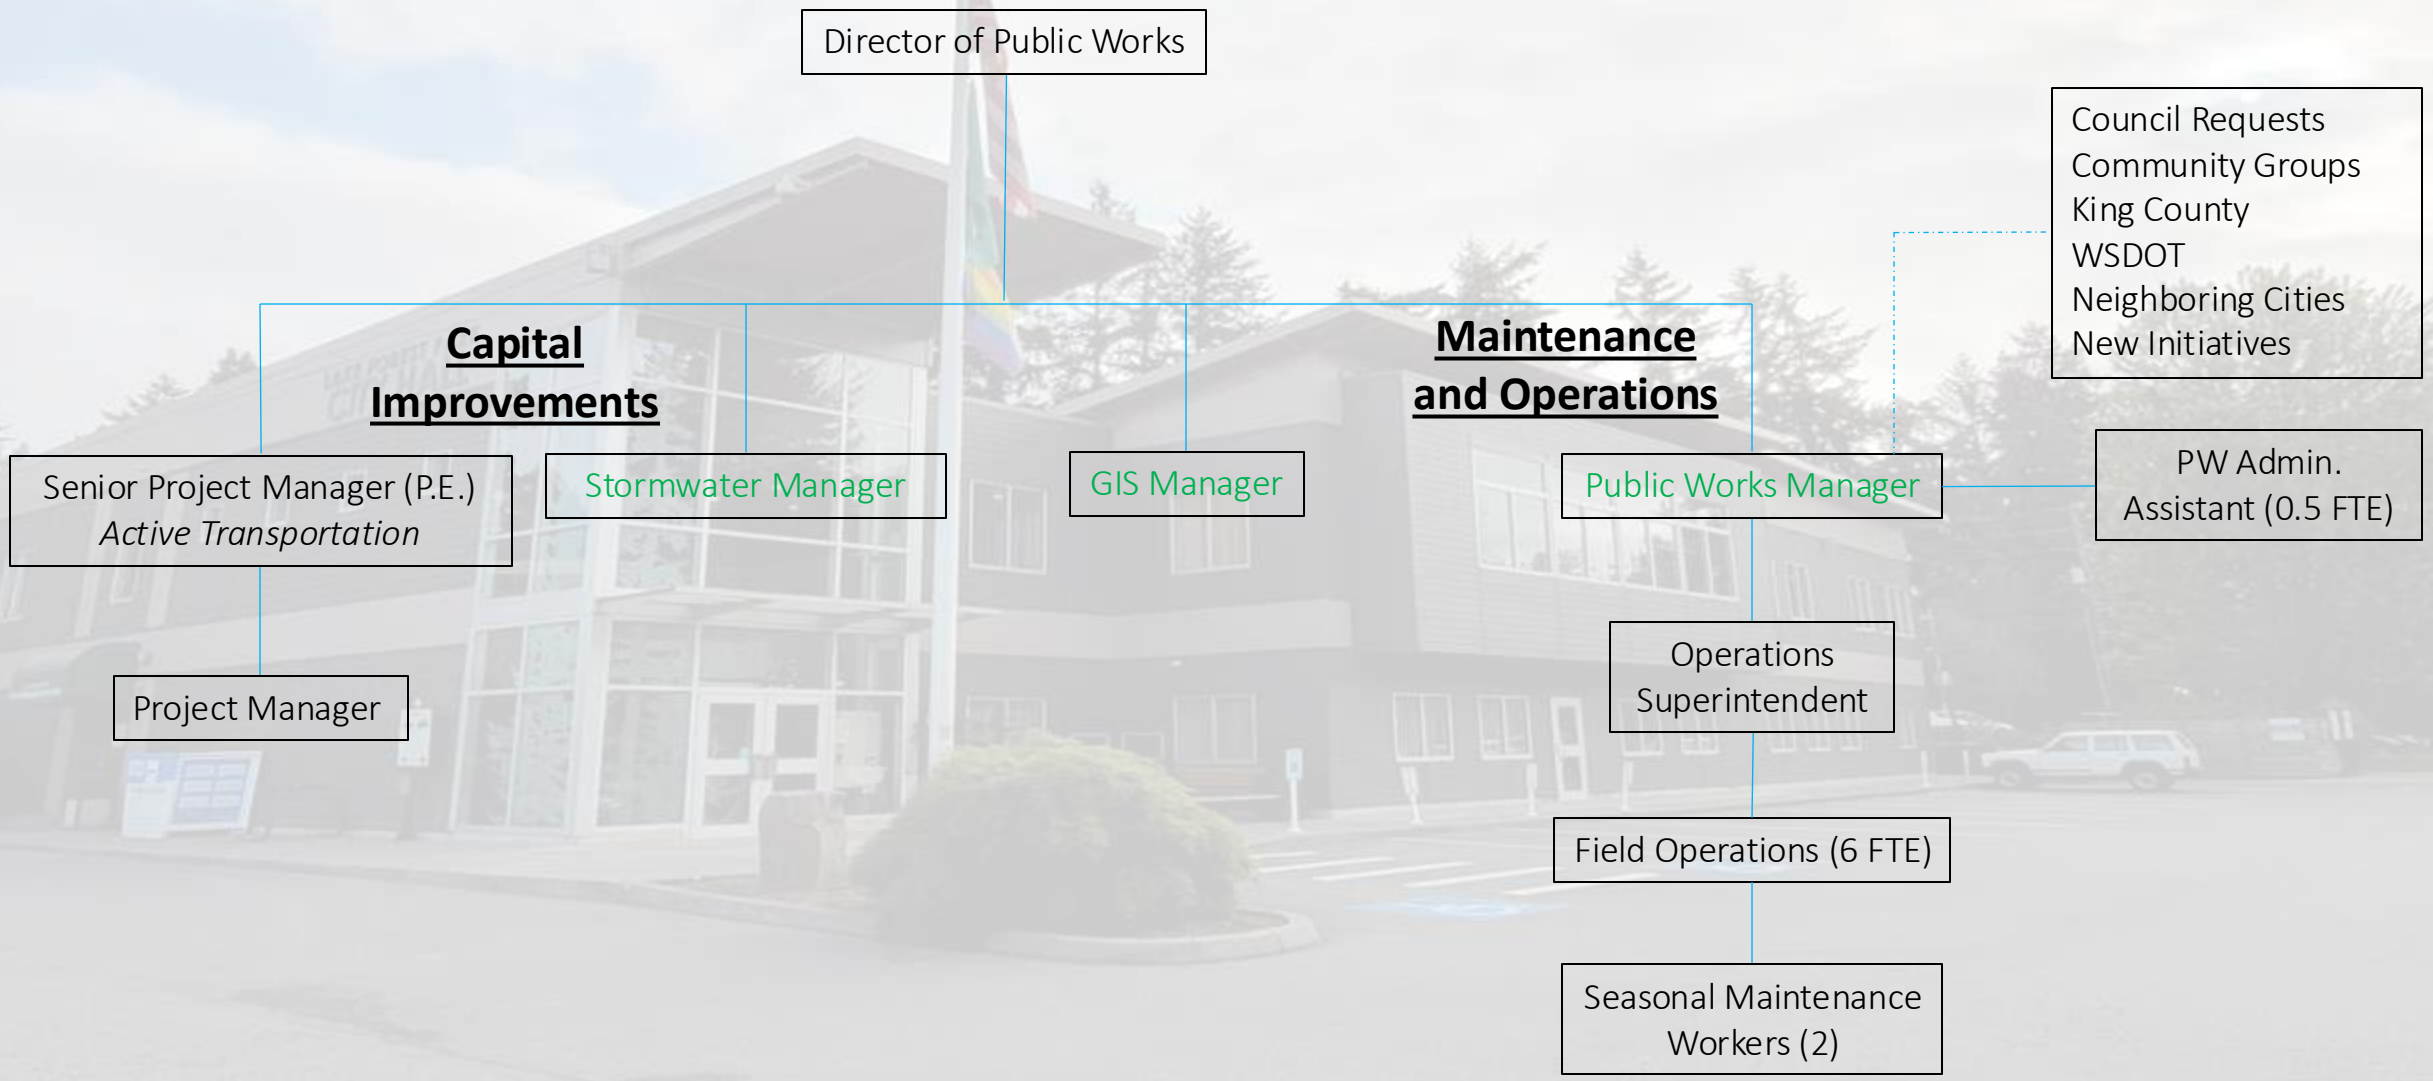 Director of Public Works
Council Requests
Community Groups
King County
WSDOT
Neighboring Cities
New Initiatives
Capital
Improvements
Maintenance
and Operations
Senior Project Manager (P.E.)
Active Transportation
Stormwater Manager
GIS Manager
Public Works Manager
PW Admin.
Assistant (0.5 FTE)
Project Manager
Operations
Superintendent
Field Operations (6 FTE)
Seasonal Maintenance
Workers (2)